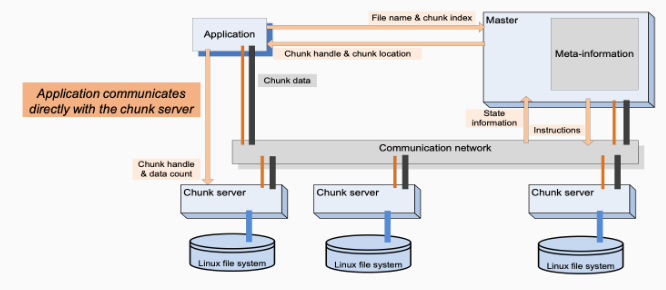 File name & chunk index
Master
Application
Meta-information
Chunk handle & chunk location
Chunk data
Application communicates
directly with the chunk server
State
information
Instructions
Communication network
Chunk handle
& data count
Chunk server
Chunk server
Chunk server
Linux file system
Linux file system
Linux file system